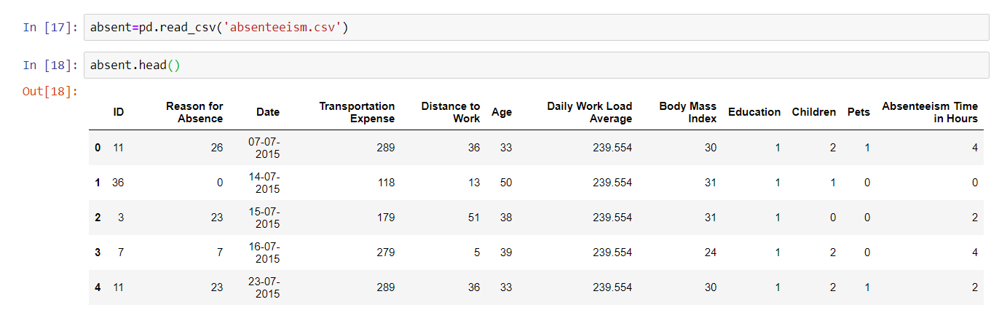 In [17]: absent=pd.read_csv('absenteeism.csv')
In [18]: absent.head()
Out[18]:
ID Reason for Absence Date Transportation Expense Distance to Work Age Daily Work Load Average Body Mass Index Education Children Pets Absenteeism Time in Hours
0 11 26 07-07-2015 289 36 33 239.554 30 1 2 1 4
1 36 0 14-07-2015 118 13 50 239.554 31 1 1 0 0
2 3 23 15-07-2015 179 51 38 239.554 31 1 0 0 2
3 7 7 16-07-2015 279 5 39 239.554 24 1 2 0 4
4 11 23 23-07-2015 289 36 33 239.554 30 1 2 1 2